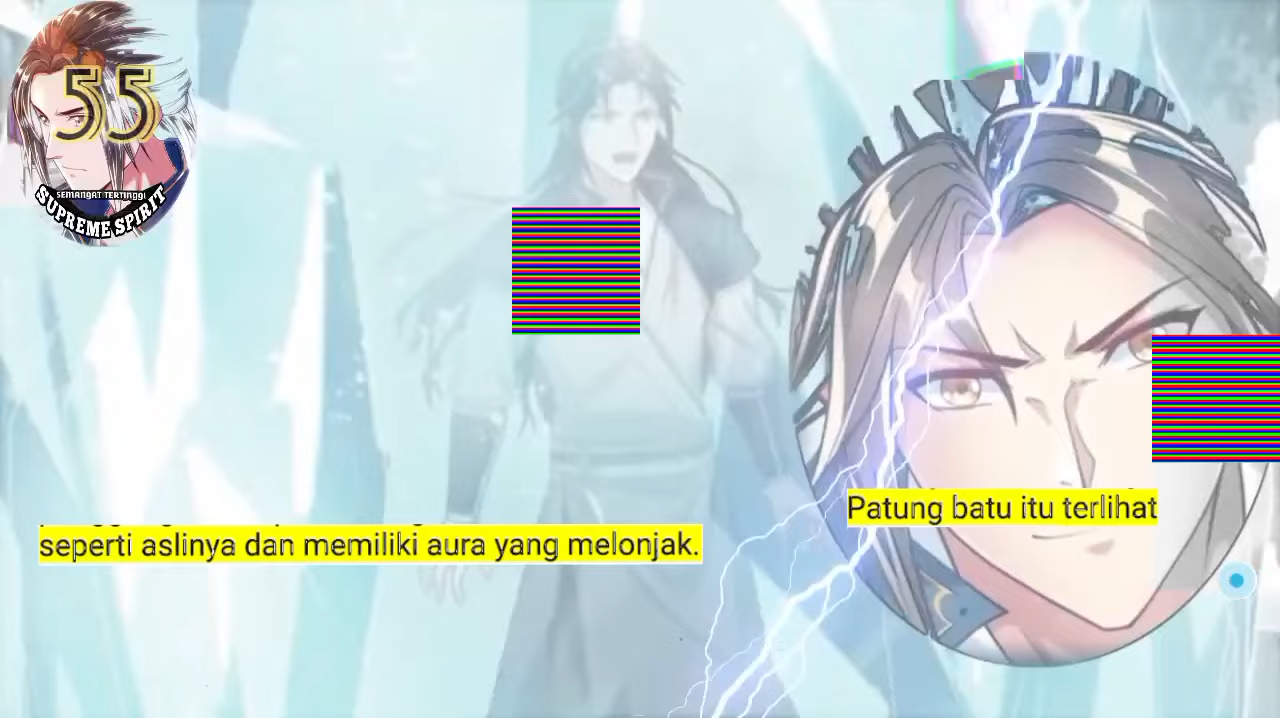 55
SEMANGAT TERTINGGI
SUPREME SPIRIT
Patung batu itu terlihat
seperti aslinya dan memiliki aura yang melonjak.